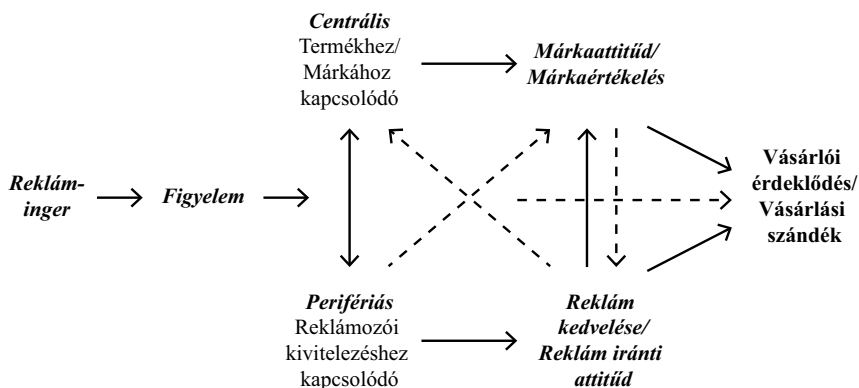 Centrális
Termékhez/
Márkához
kapcsolódó
Márkaattitűd/
Márkaértékelés
Reklám-
inger
Figyelem
Vásárlói
érdeklődés/
Vásárlási
szándék
Perifériás
Reklámozói
kivitelezéshez
kapcsolódó
Reklám
kedvelése/
Reklám iránti
attitűd